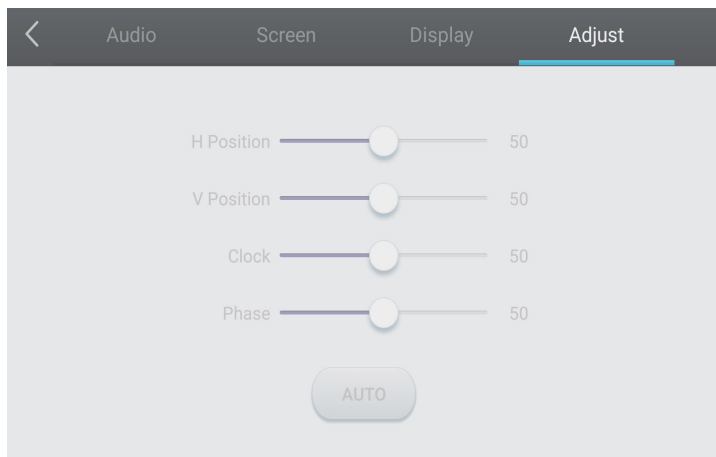 Audio Screen Display Adjust
H Position 50
V Position 50
Clock 50
Phase 50
AUTO